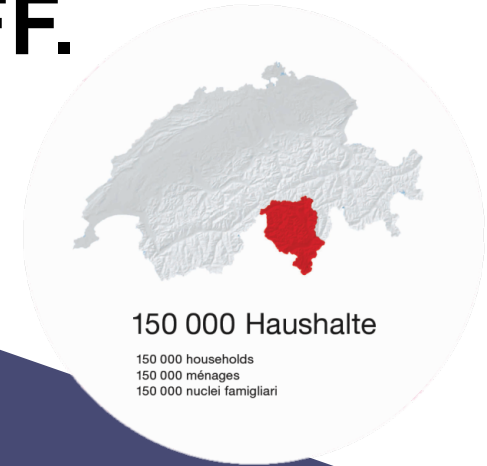 FF.
150 000 Haushalte
150 000 households
150 000 ménages
150 000 nuclei famigliari